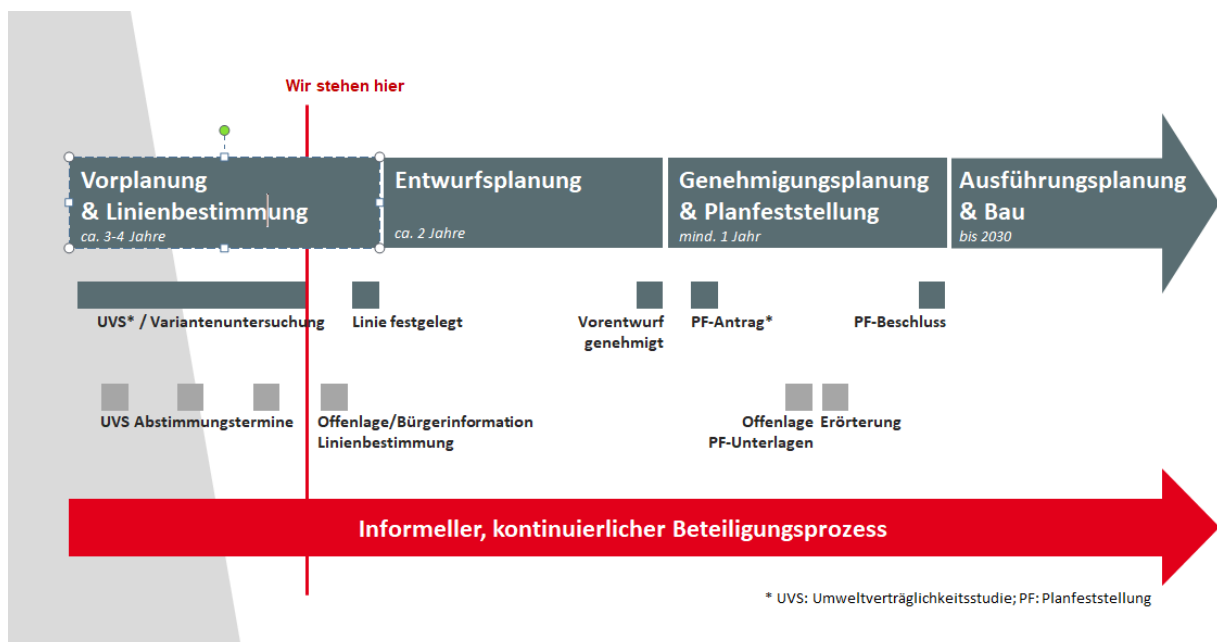 Wir stehen hier
Vorplanung
& Linienbestimmung
ca. 3-4 Jahre
Entwurfsplanung
ca. 2 Jahre
Genehmigungsplanung
& Planfeststellung
mind. 1 Jahr
Ausführungsplanung
& Bau
bis 2030
UVS* / Variantenuntersuchung
Linie festgelegt
Vorentwurf
genehmigt
PF-Antrag*
PF-Beschluss
UVS Abstimmungstermine
Offenlage/Bürgerinformation
Linienbestimmung
Offenlage
PF-Unterlagen
Erörterung
Informeller, kontinuierlicher Beteiligungsprozess
* UVS: Umweltverträglichkeitsstudie; PF: Planfeststellung